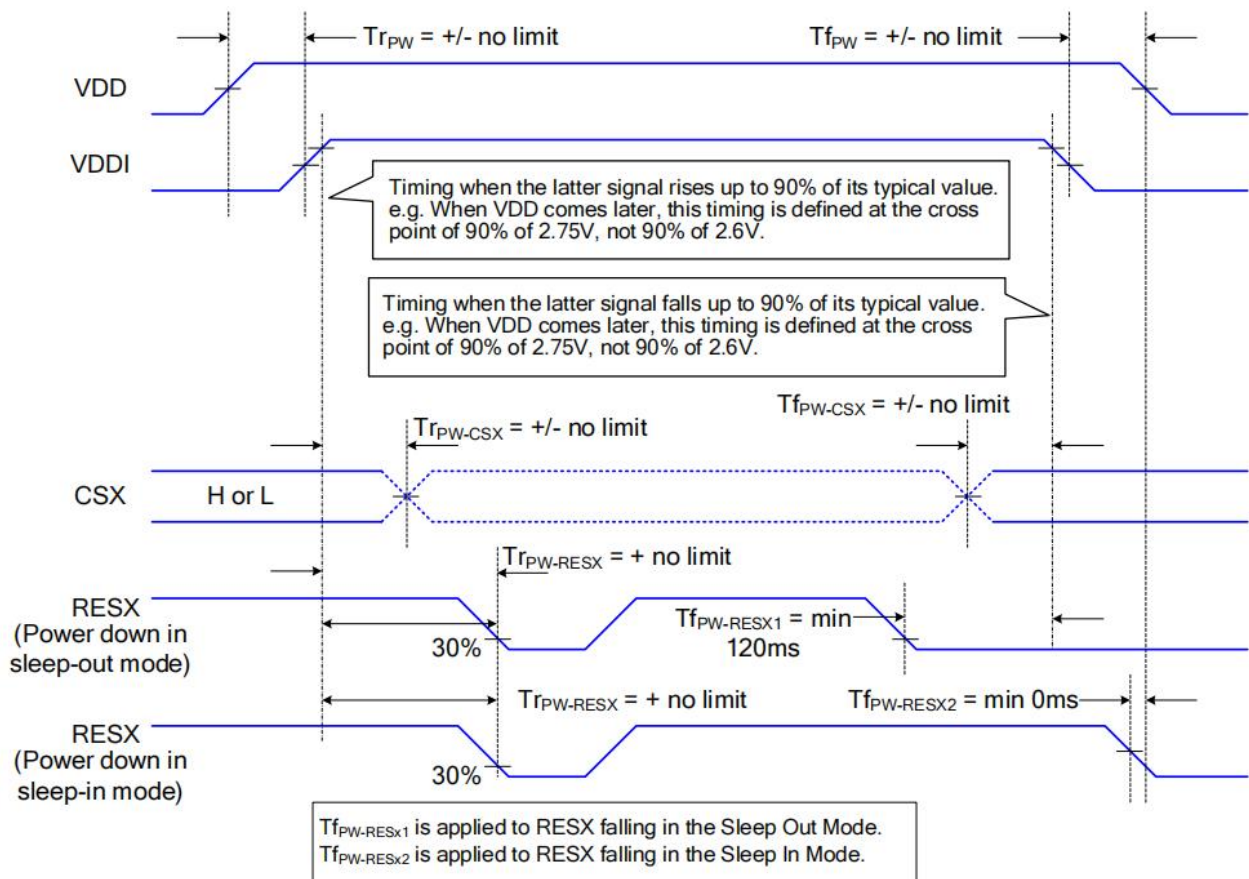 TrPW = +/- no limit
TfPW = +/- no limit
VDD
VDDI
Timing when the latter signal rises up to 90% of its typical value.
e.g. When VDD comes later, this timing is defined at the cross
point of 90% of 2.75V, not 90% of 2.6V.
Timing when the latter signal falls up to 90% of its typical value.
e.g. When VDD comes later, this timing is defined at the cross
point of 90% of 2.75V, not 90% of 2.6V.
TrPW-CSX = +/- no limit
TfPW-CSX = +/- no limit
CSX
H or L
TrPW-RESX = + no limit
RESX
(Power down in
sleep-out mode)
30%
TfPW-RESX1 = min
120ms
TrPW-RESX = + no limit
TfPW-RESX2 = min 0ms
RESX
(Power down in
sleep-in mode)
30%
TfPW-RESx1 is applied to RESX falling in the Sleep Out Mode.
TfPW-RESx2 is applied to RESX falling in the Sleep In Mode.